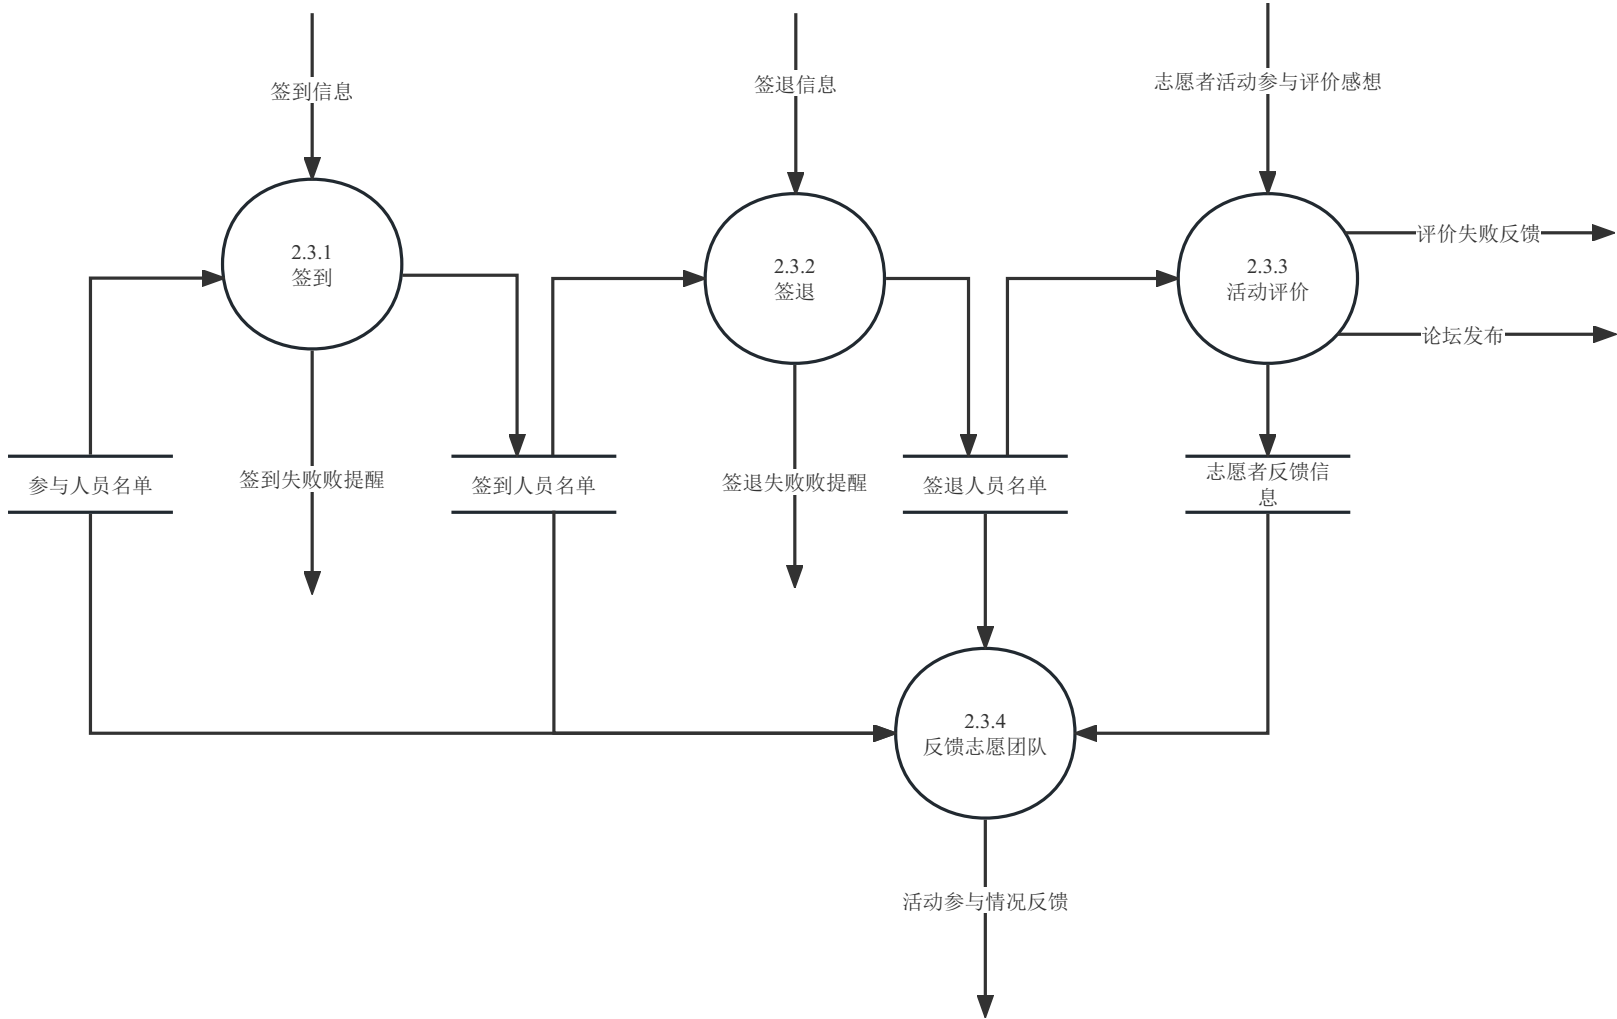 签到信息
签退信息
志愿者活动参与评价感想
2.3.1
签到
2.3.2
签退
2.3.3
活动评价
评价失败反馈
论坛发布
参与人员名单
签到失败败提醒
签到人员名单
签退失败败提醒
签退人员名单
志愿者反馈信
息
2.3.4
反馈志愿团队
活动参与情况反馈